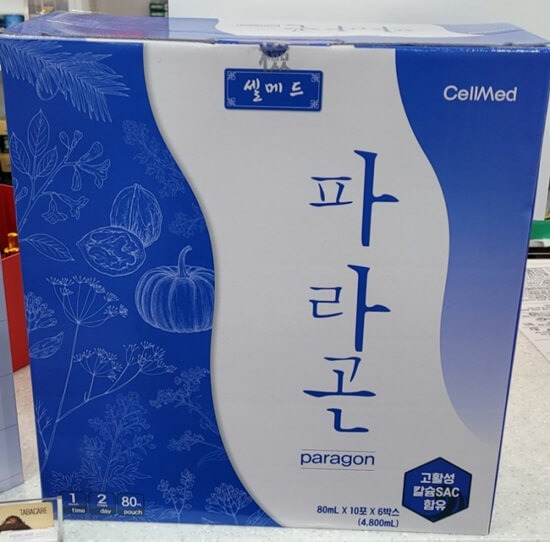 셀메드
CellMed
파
라
곤
paragon
1
time
2
day
80mL
pouch
고활성
칼슘SAC
함유
80mL X 10포 X 6박스
(4,800mL)
TABACARE